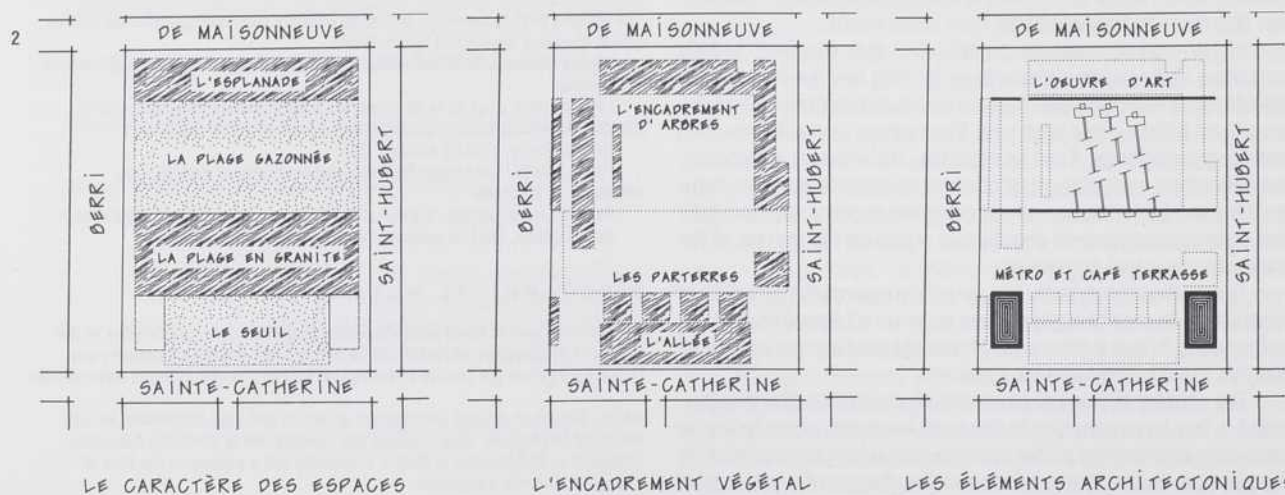 2
DE MAISONNEUVE
L'ESPLANADE
LA PLAGE GAZONNÉE
BERRI
SAINT-HUBERT
LA PLAGE EN GRANITE
LE SEUIL
SAINTE-CATHERINE
LE CARACTÈRE DES ESPACES
DE MAISONNEUVE
L'ENCADREMENT
D'ARBRES
BERRI
SAINT-HUBERT
LES PARTERRES
L'ALLÉE
SAINTE-CATHERINE
L'ENCADREMENT VÉGÉTAL
DE MAISONNEUVE
L'OEUVRE D'ART
BERRI
SAINT-HUBERT
MÉTRO ET CAFÉ TERRASSE
SAINTE-CATHERINE
LES ÉLÉMENTS ARCHITECTONIQUE